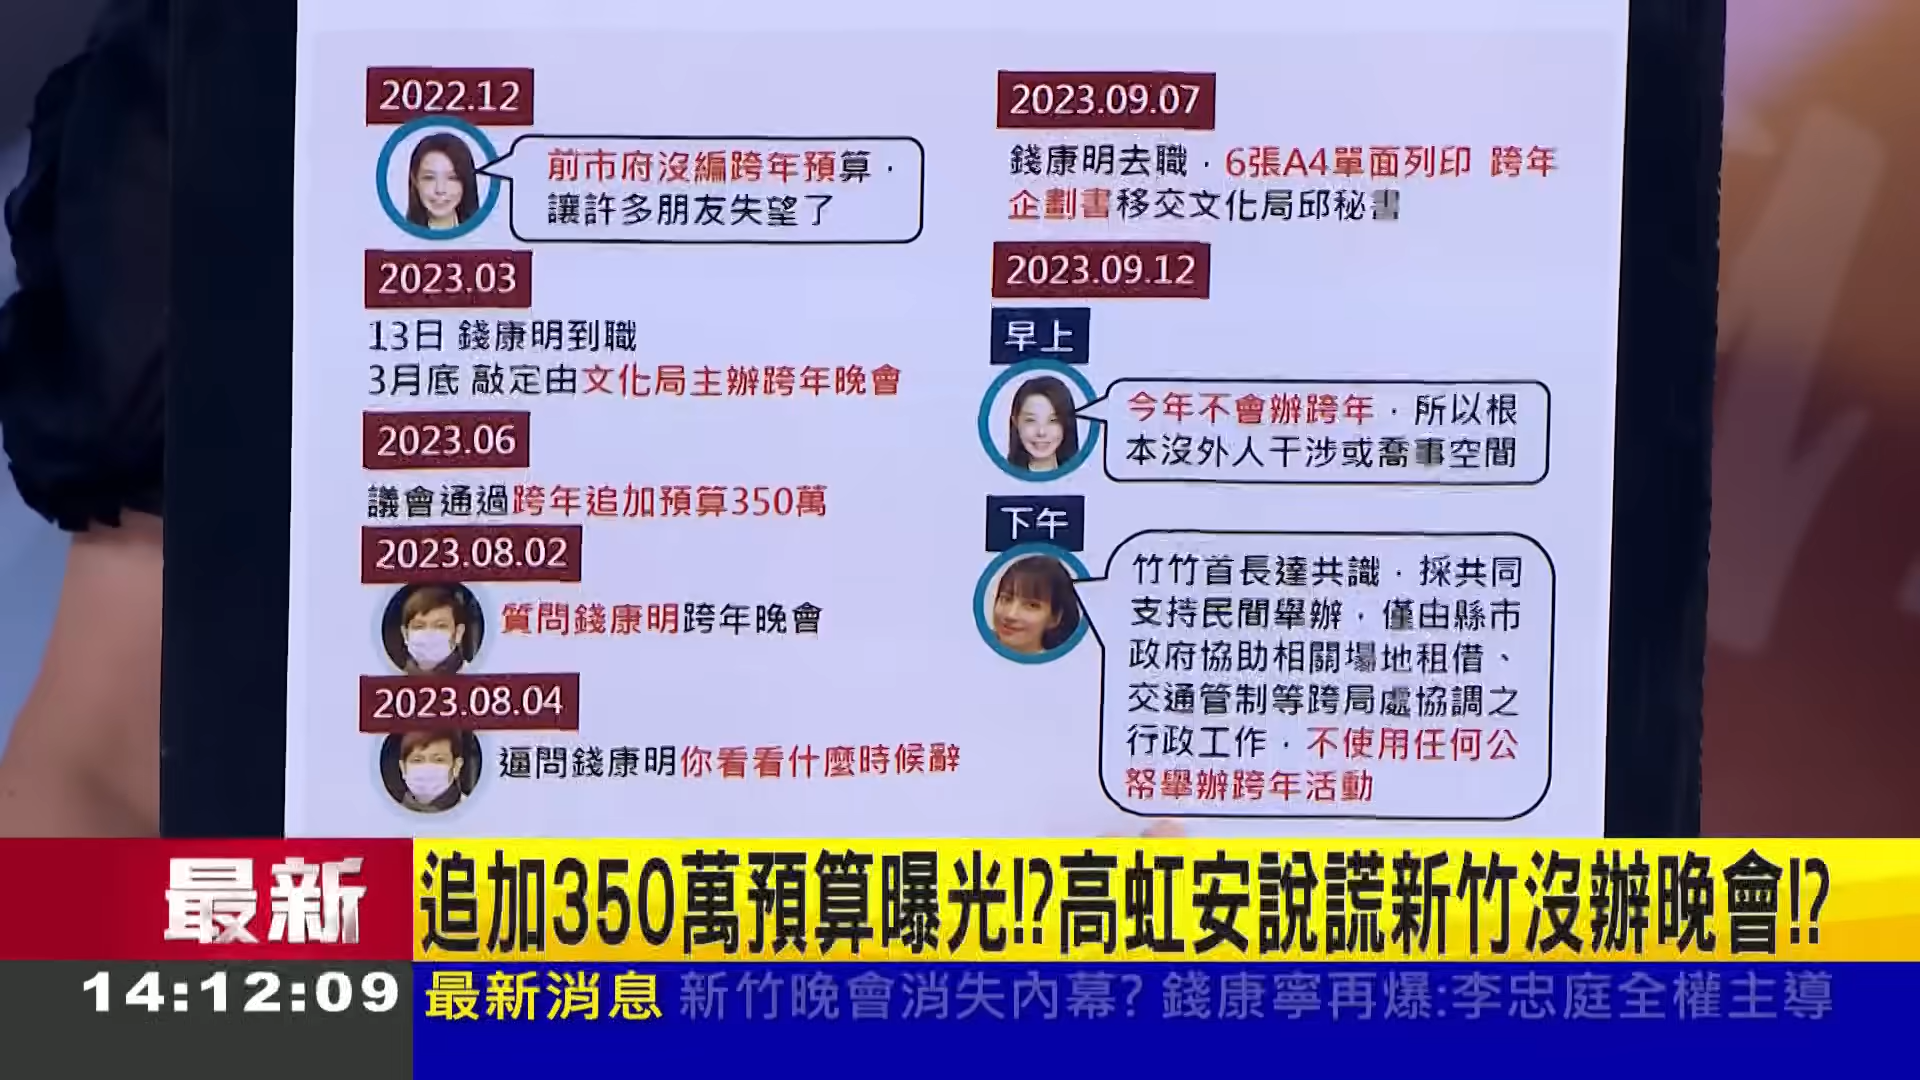 2022.12
前市府沒編跨年預算，
讓許多朋友失望了
2023.03
13日 錢康明到職
3月底 敲定由文化局主辦跨年晚會
2023.06
議會通過跨年追加預算350萬
2023.08.02
質問錢康明跨年晚會
2023.08.04
逼問錢康明你看看什麼時候辭
2023.09.07
錢康明去職，6張A4單面列印 跨年
企劃書移交文化局邱秘書
2023.09.12
早上
今年不會辦跨年，所以根
本沒外人干涉或喬事空間
下午
竹竹首長達共識，採共同
支持民間舉辦，僅由縣市
政府協助相關場地租借、
交通管制等跨局處協調之
行政工作，不使用任何公
帑舉辦跨年活動
最新
追加350萬預算曝光!?高虹安說謊新竹沒辦晚會!?
14:12:09
最新消息 新竹晚會消失內幕? 錢康寧再爆:李忠庭全權主導